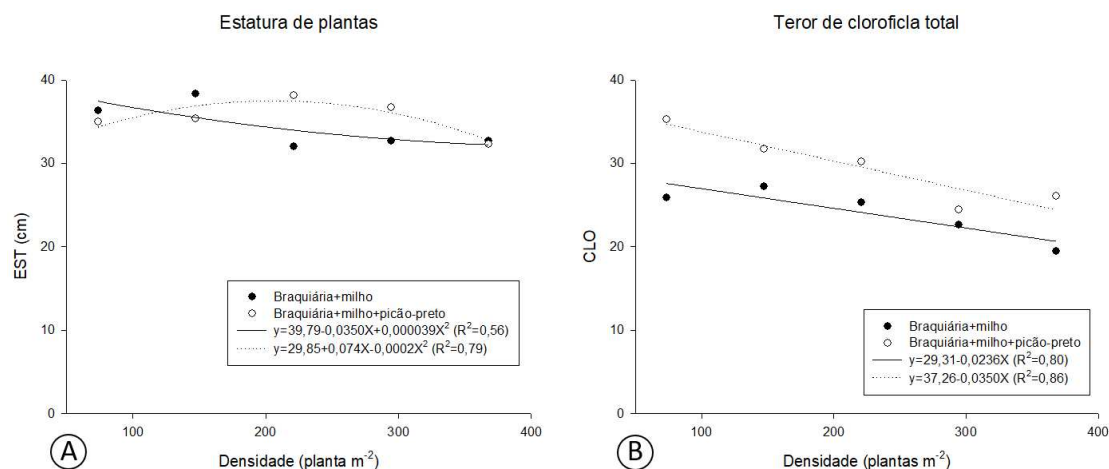 Estatura de plantas
40
30
20
10
0
EST (cm)
Braquiária+milho
Braquiária+milho+picão-preto
y=39,79-0,0350X+0,000039X² (R²=0,56)
y=29,85+0,074X-0,0002X² (R²=0,79)
100 200 300 400
Densidade (planta m⁻²)
A
Teror de cloroficla total
40
30
20
10
0
CLO
Braquiária+milho
Braquiária+milho+picão-preto
y=29,31-0,0236X (R²=0,80)
y=37,26-0,0350X (R²=0,86)
100 200 300 400
Densidade (plantas m⁻²)
B